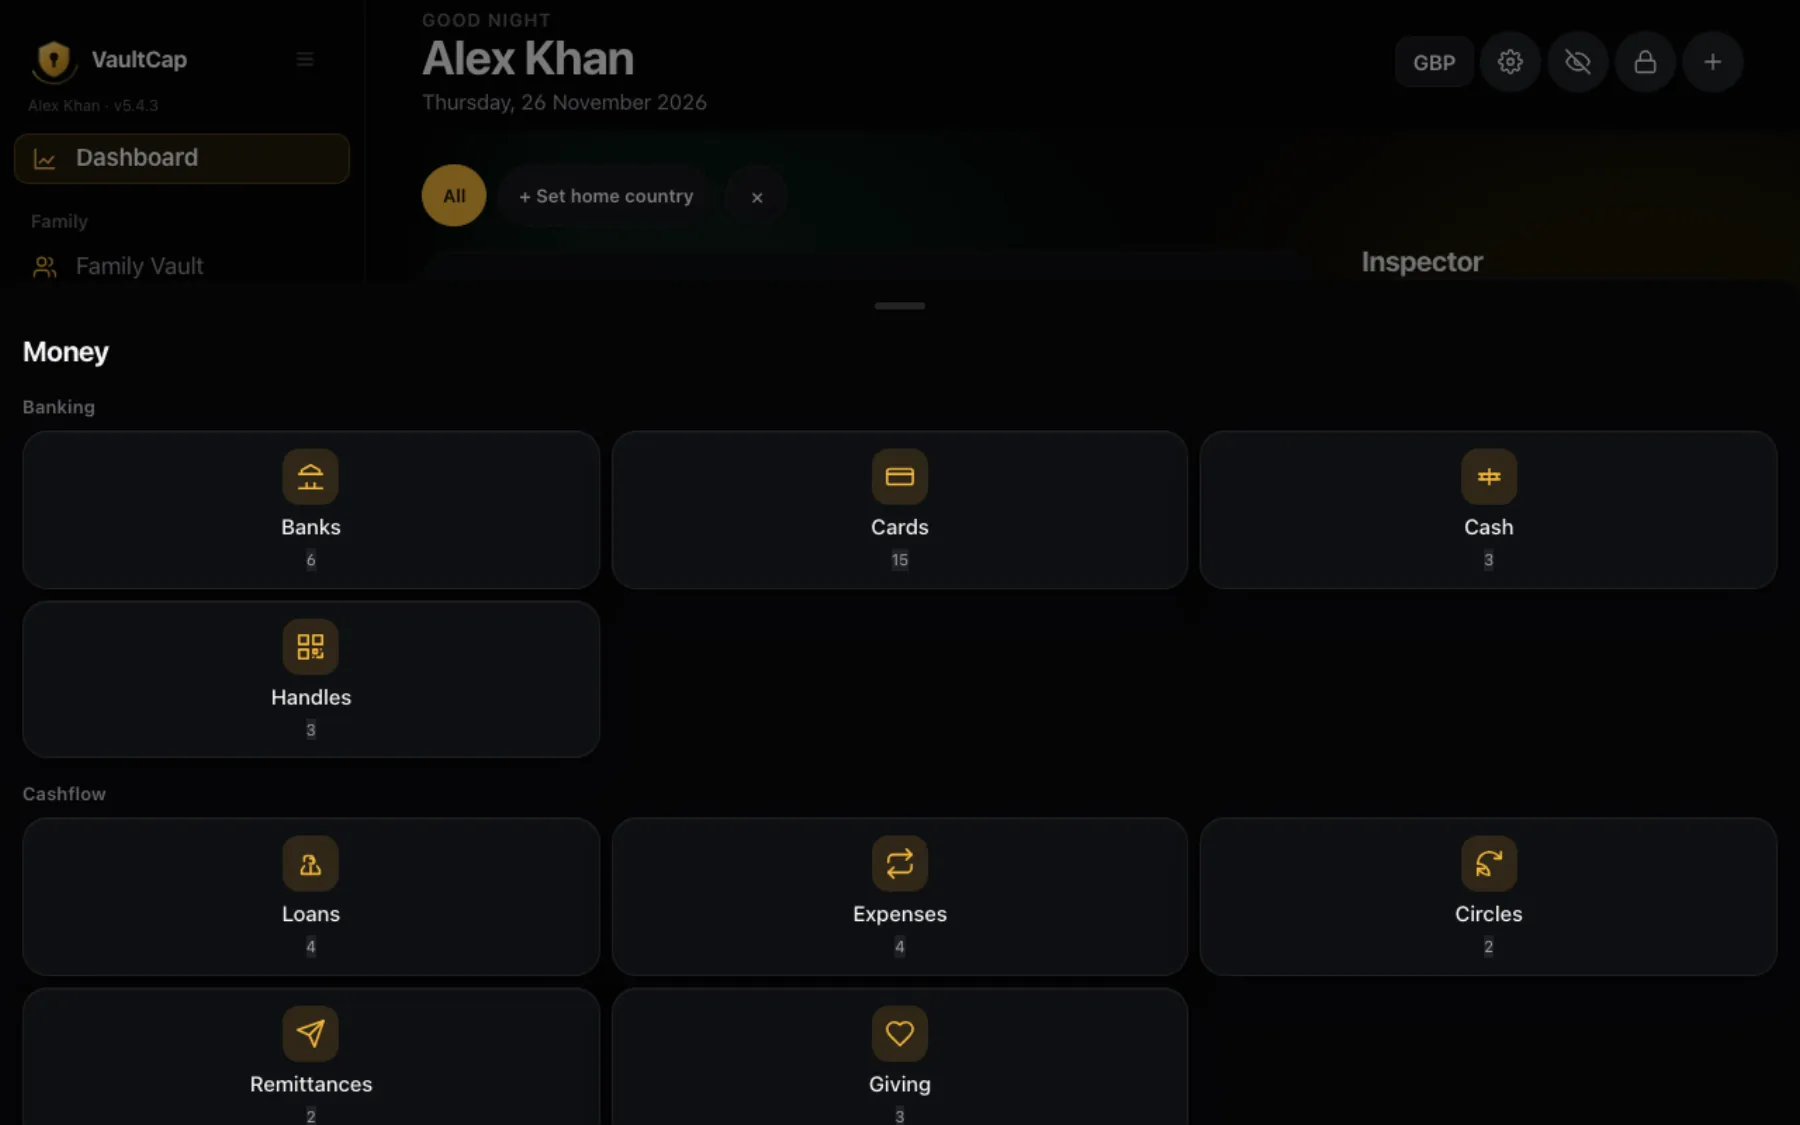 VaultCap
Alex Khan · v5.4.3
Dashboard
Family
Family Vault
GOOD NIGHT
Alex Khan
Thursday, 26 November 2026
GBP
+
All
+ Set home country
×
Inspector
Money
Banking
Banks
6
Cards
15
Cash
3
Handles
3
Cashflow
Loans
4
Expenses
4
Circles
2
Remittances
2
Giving
3